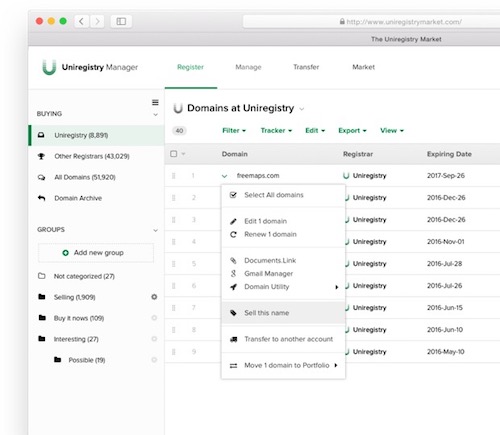 http://www.uniregistrymarket.com/
The Uniregistry Market
Uniregistry Manager
Register
Manage
Transfer
Market
BUYING
Uniregistry (8,891)
Other Registrars (43,029)
All Domains (51,920)
Domain Archive
GROUPS
Add new group
Not categorized (27)
Selling (1,909)
Buy it now (109)
Interesting (27)
Possible (19)
Domains at Uniregistry
40
Filter
Tracker
Edit
Export
View
Domain Registrar Expiring Date
1 freemaps.com Uniregistry 2017-Sep-26
2 Uniregistry 2016-Dec-26
3 Uniregistry 2016-Dec-26
4 Uniregistry 2016-Nov-01
5 Uniregistry 2016-Jul-28
6 Uniregistry 2016-Jul-26
7 Uniregistry 2016-Jun-15
8 Uniregistry 2016-Jun-10
9 Uniregistry 2016-May-10
Select All domains
Edit 1 domain
Renew 1 domain
Documents Link
Gmail Manager
Domain Utility
Sell this name
Transfer to another account
Move 1 domain to Portfolio